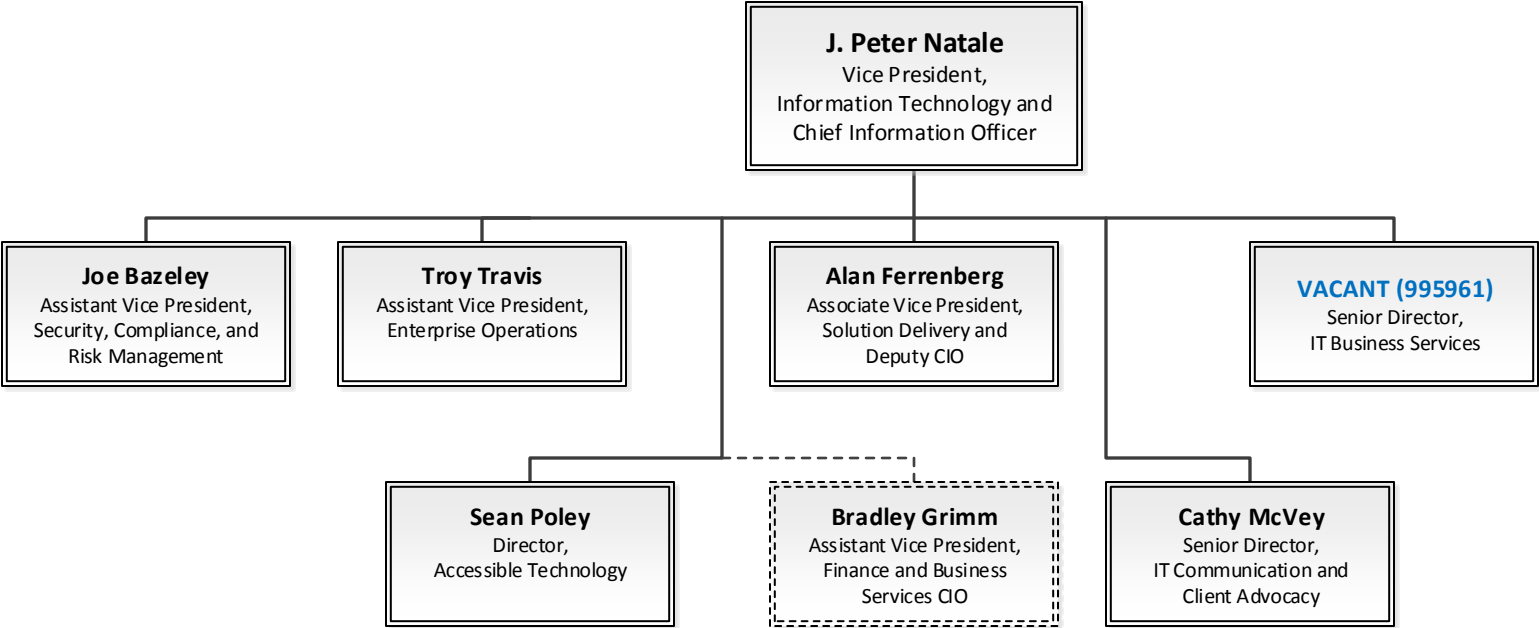 J. Peter Natale
Vice President,
Information Technology and
Chief Information Officer
Joe Bazeley
Assistant Vice President,
Security, Compliance, and
Risk Management
Troy Travis
Assistant Vice President,
Enterprise Operations
Alan Ferrenberg
Associate Vice President,
Solution Delivery and
Deputy CIO
VACANT (995961)
Senior Director,
IT Business Services
Sean Poley
Director,
Accessible Technology
Bradley Grimm
Assistant Vice President,
Finance and Business
Services CIO
Cathy McVey
Senior Director,
IT Communication and
Client Advocacy